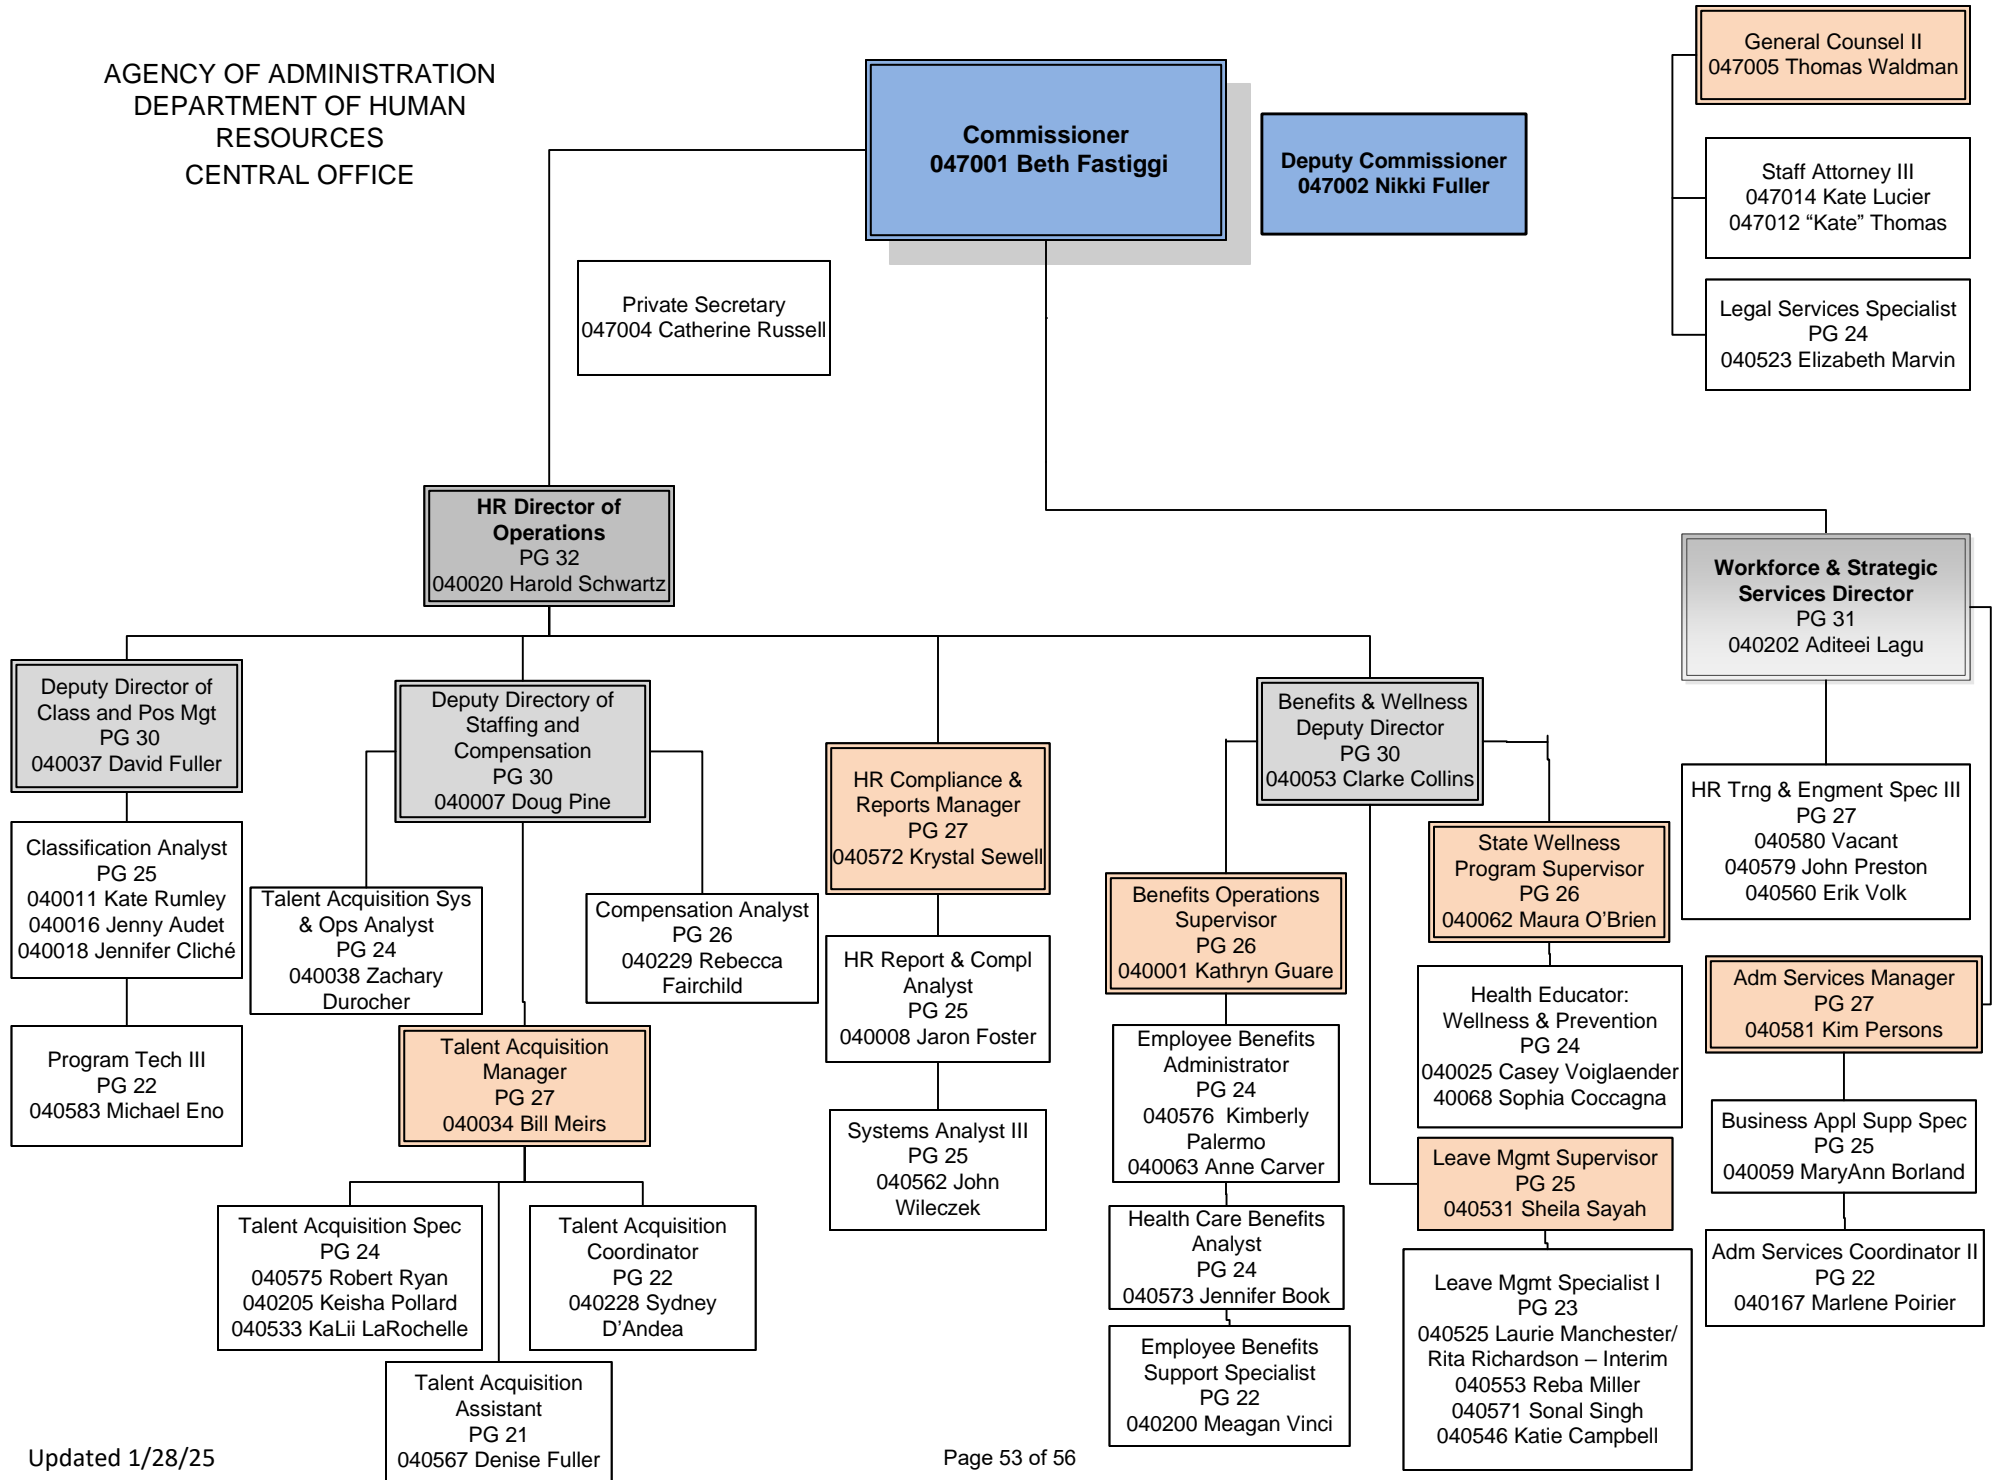 AGENCY OF ADMINISTRATION
DEPARTMENT OF HUMAN
RESOURCES
CENTRAL OFFICE
Commissioner
047001 Beth Fastiggi
Deputy Commissioner
047002 Nikki Fuller
General Counsel II
047005 Thomas Waldman
Staff Attorney III
047014 Kate Lucier
047012 “Kate” Thomas
Legal Services Specialist
PG 24
040523 Elizabeth Marvin
Private Secretary
047004 Catherine Russell
HR Director of
Operations
PG 32
040020 Harold Schwartz
Workforce & Strategic
Services Director
PG 31
040202 Aditeei Lagu
Deputy Director of
Class and Pos Mgt
PG 30
040037 David Fuller
Classification Analyst
PG 25
040011 Kate Rumley
040016 Jenny Audet
040018 Jennifer Cliché
Program Tech III
PG 22
040583 Michael Eno
Deputy Directory of
Staffing and
Compensation
PG 30
040007 Doug Pine
Talent Acquisition Sys
& Ops Analyst
PG 24
040038 Zachary
Durocher
Compensation Analyst
PG 26
040229 Rebecca
Fairchild
Talent Acquisition
Manager
PG 27
040034 Bill Meirs
Talent Acquisition Spec
PG 24
040575 Robert Ryan
040205 Keisha Pollard
040533 KaLii LaRochelle
Talent Acquisition
Coordinator
PG 22
040228 Sydney
D’Andea
Talent Acquisition
Assistant
PG 21
040567 Denise Fuller
HR Compliance &
Reports Manager
PG 27
040572 Krystal Sewell
HR Report & Compl
Analyst
PG 25
040008 Jaron Foster
Systems Analyst III
PG 25
040562 John
Wileczek
Benefits & Wellness
Deputy Director
PG 30
040053 Clarke Collins
Benefits Operations
Supervisor
PG 26
040001 Kathryn Guare
Employee Benefits
Administrator
PG 24
040576  Kimberly
Palermo
040063 Anne Carver
Health Care Benefits
Analyst
PG 24
040573 Jennifer Book
Employee Benefits
Support Specialist
PG 22
040200 Meagan Vinci
State Wellness
Program Supervisor
PG 26
040062 Maura O’Brien
Health Educator:
Wellness & Prevention
PG 24
040025 Casey Voiglaender
40068 Sophia Coccagna
Leave Mgmt Supervisor
PG 25
040531 Sheila Sayah
Leave Mgmt Specialist I
PG 23
040525 Laurie Manchester/
Rita Richardson – Interim
040553 Reba Miller
040571 Sonal Singh
040546 Katie Campbell
HR Trng & Engment Spec III
PG 27
040580 Vacant
040579 John Preston
040560 Erik Volk
Adm Services Manager
PG 27
040581 Kim Persons
Business Appl Supp Spec
PG 25
040059 MaryAnn Borland
Adm Services Coordinator II
PG 22
040167 Marlene Poirier
Updated 1/28/25
Page 53 of 56